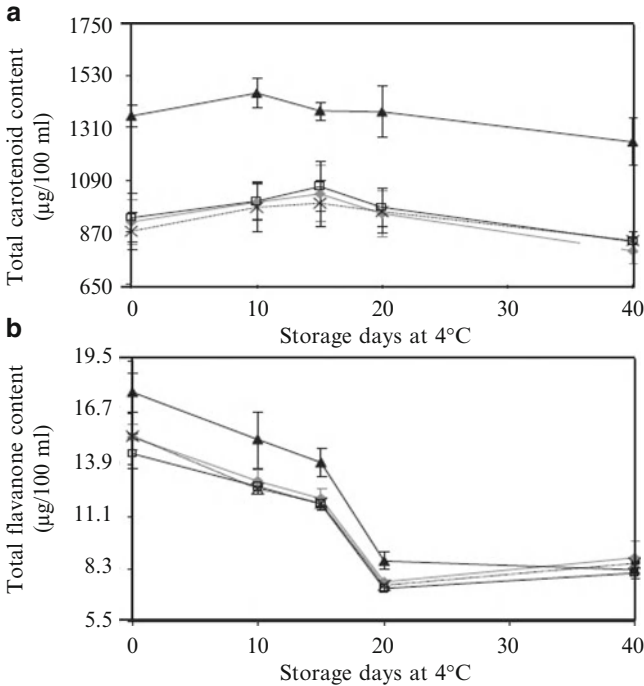 a
Total carotenoid content
(µg/100 ml)
1750
1530
1310
1090
870
650
0
10
20
30
40
Storage days at 4°C
b
Total flavanone content
(µg/100 ml)
19.5
16.7
13.9
11.1
8.3
5.5
0
10
20
30
40
Storage days at 4°C